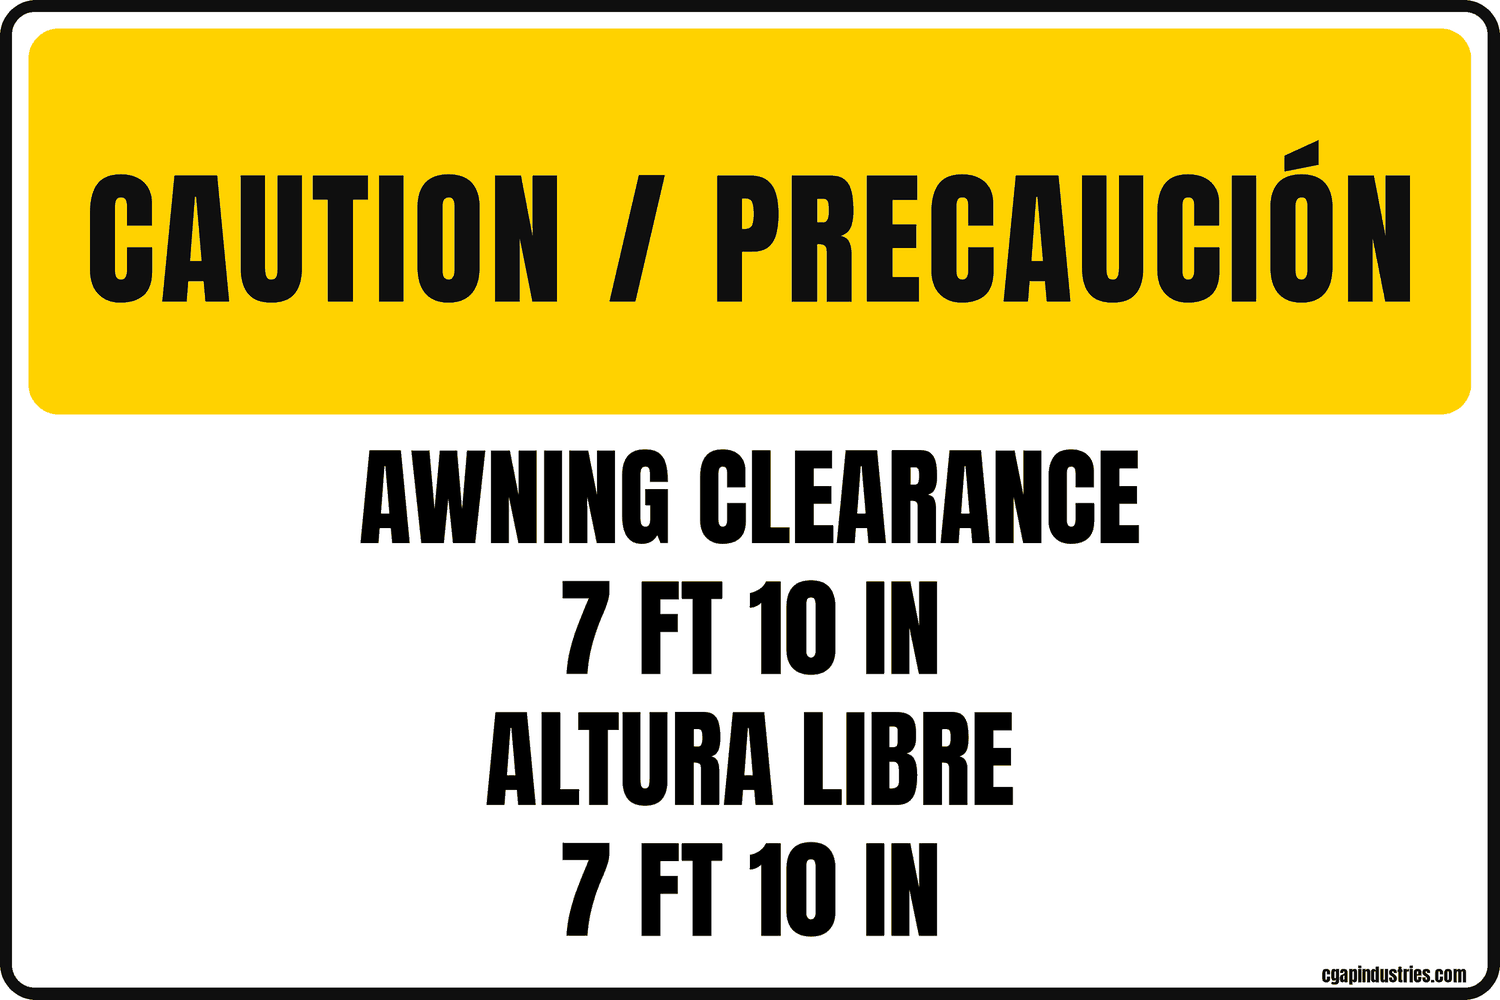 CAUTION / PRECAUCIÓN
AWNING CLEARANCE
7 FT 10 IN
ALTURA LIBRE
7 FT 10 IN
cgapindustries.com